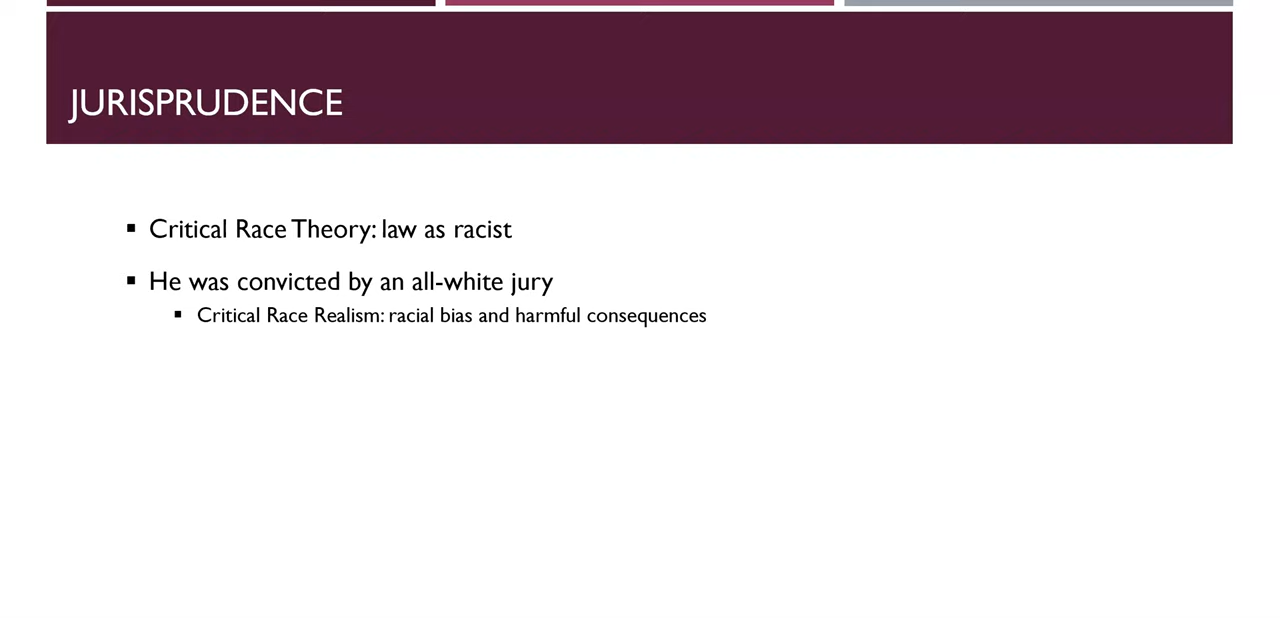 JURISPRUDENCE
▪ Critical Race Theory: law as racist
▪ He was convicted by an all-white jury
▪ Critical Race Realism: racial bias and harmful consequences